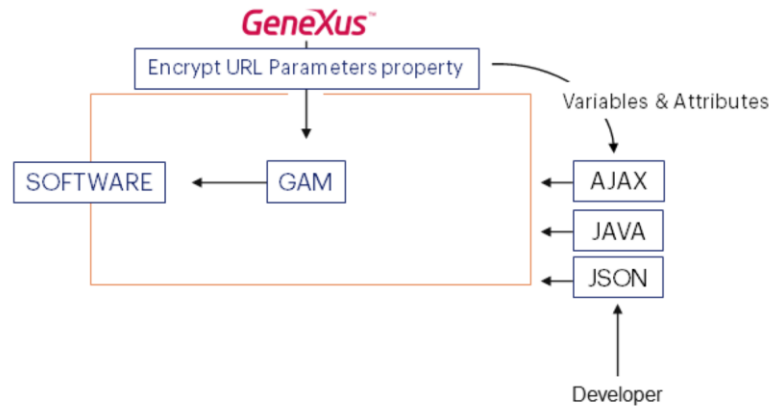 GeneXus™
Encrypt URL Parameters property
Variables & Attributes
SOFTWARE
GAM
AJAX
JAVA
JSON
Developer